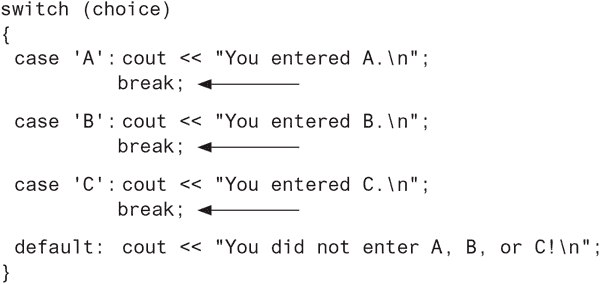 switch (choice)
{
case 'A': cout << "You entered A.\n";
break;
case 'B': cout << "You entered B.\n";
break;
case 'C': cout << "You entered C.\n";
break;
default: cout << "You did not enter A, B, or C!\n";
}